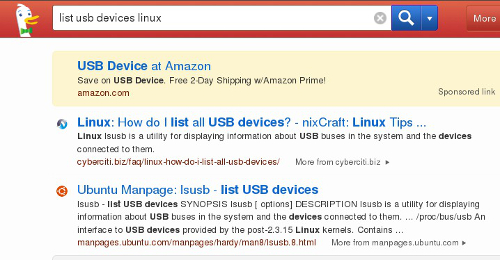 list usb devices linux
More
USB Device at Amazon
Save on USB Device. Free 2-Day Shipping w/Amazon Prime!
amazon.com
Sponsored link
Linux: How do I list all USB devices? - nixCraft: Linux Tips ...
Linux lsusb is a utility for displaying information about USB buses in the system and the devices
connected to them.
cyberciti.biz/faq/linux-how-do-i-list-all-usb-devices/ More from cyberciti.biz
Ubuntu Manpage: lsusb - list USB devices
lsusb - list USB devices SYNOPSIS lsusb [ options] DESCRIPTION lsusb is a utility for displaying
information about USB buses in the system and the devices connected to them. ... /proc/bus/usb An
interface to USB devices provided by the post-2.3.15 Linux kernels. Contains ...
manpages.ubuntu.com/manpages/hardy/man8/lsusb.8.html More from manpages.ubuntu.com